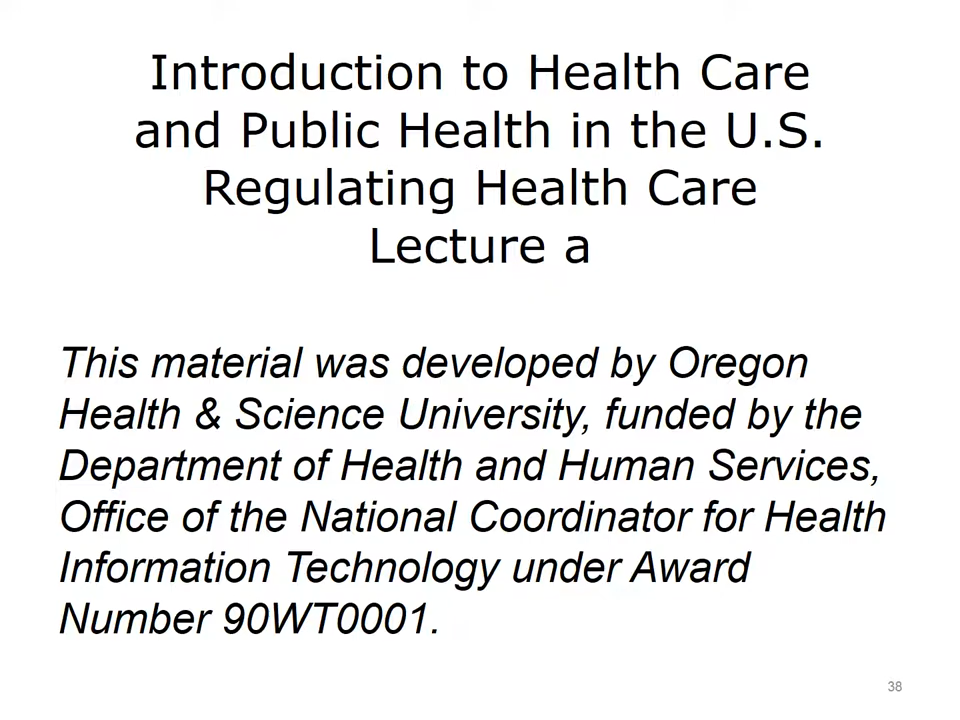 Introduction to Health Care
and Public Health in the U.S.
Regulating Health Care
Lecture a
This material was developed by Oregon
Health & Science University, funded by the
Department of Health and Human Services,
Office of the National Coordinator for Health
Information Technology under Award
Number 90WT0001.
38